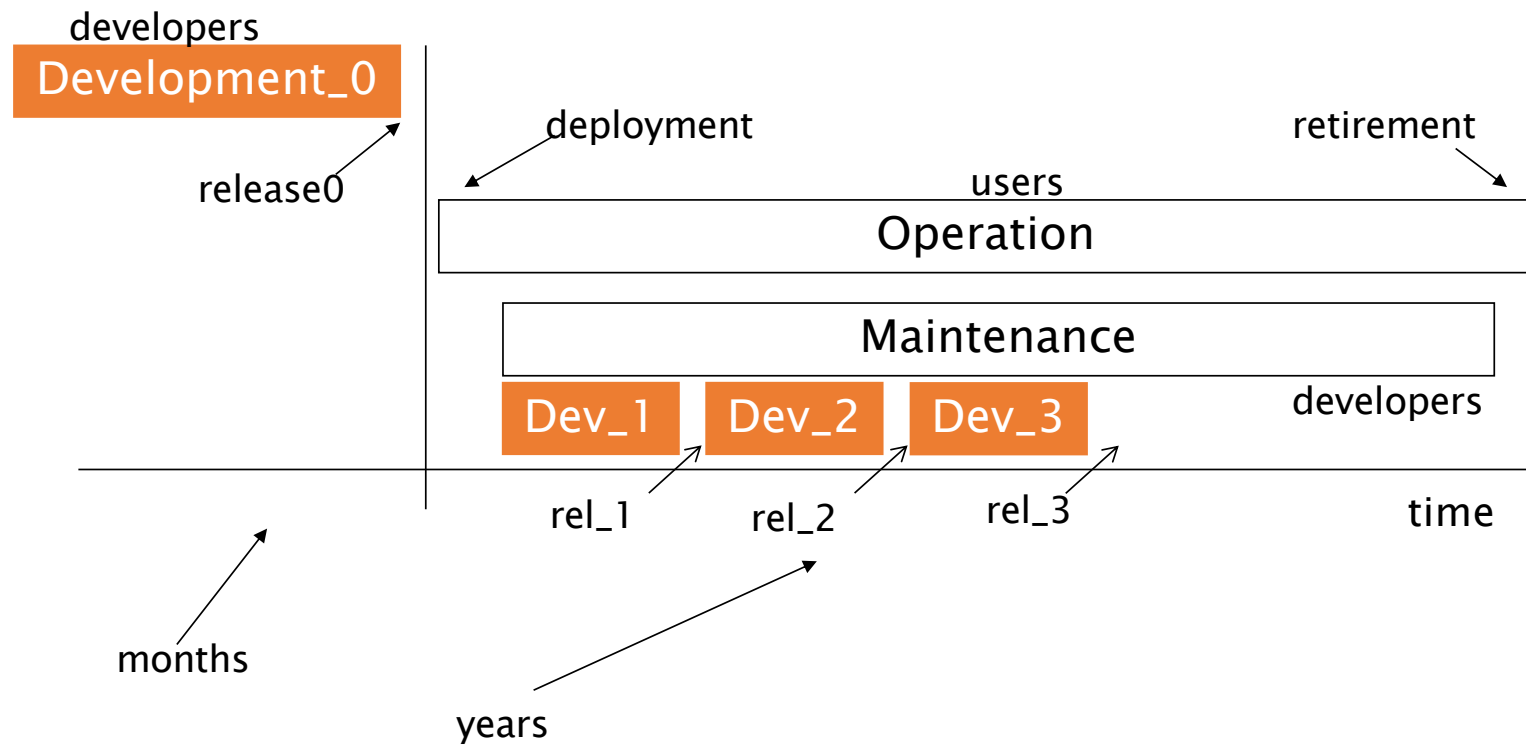 developers
Development_0
deployment
retirement
release0
users
Operation
Maintenance
Dev_1
Dev_2
Dev_3
developers
rel_1
rel_2
rel_3
time
months
years